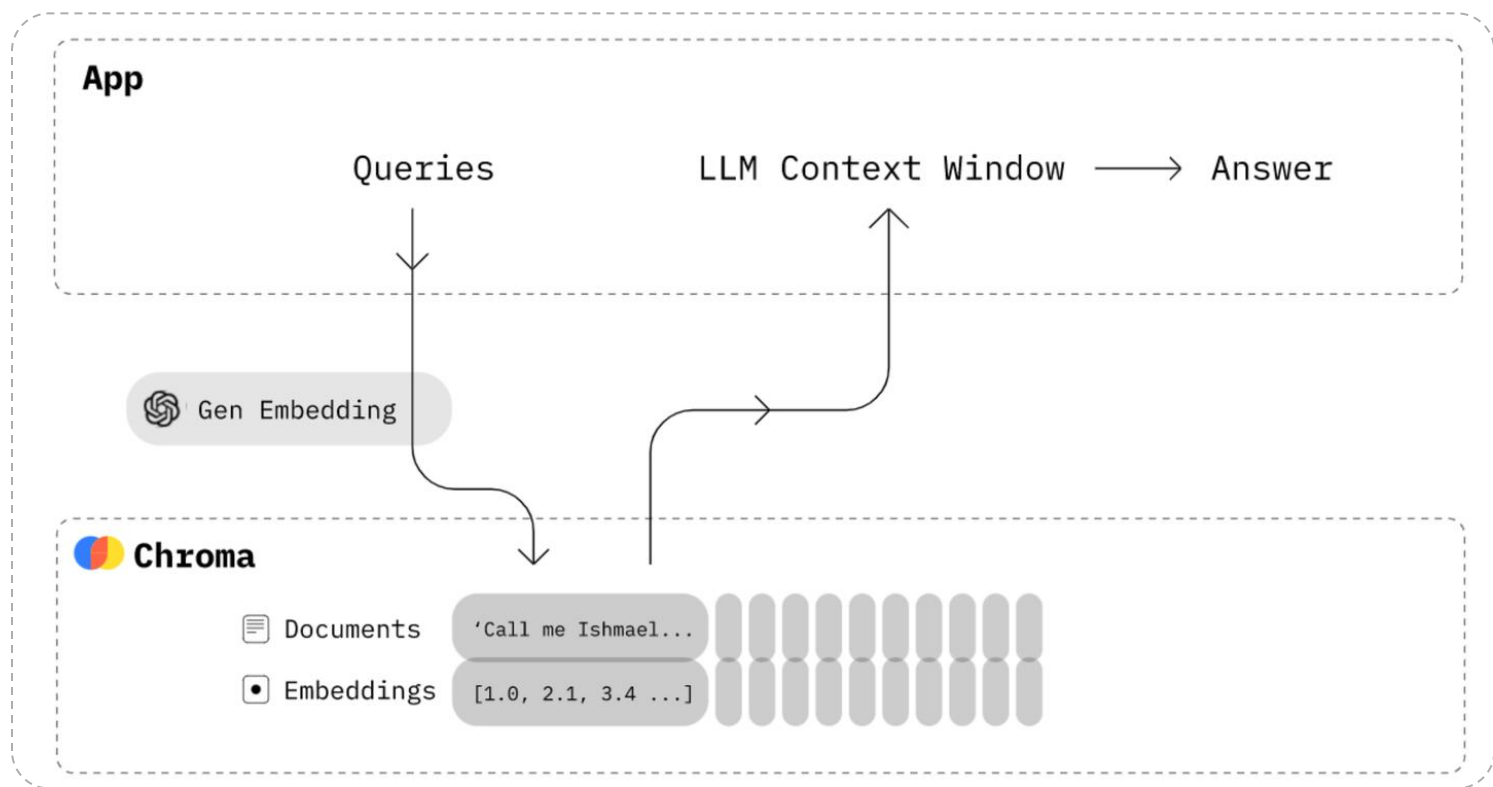 App
Queries
LLM Context Window
Answer
Gen Embedding
Chroma
Documents
‘Call me Ishmael...
Embeddings
[1.0, 2.1, 3.4 ...]